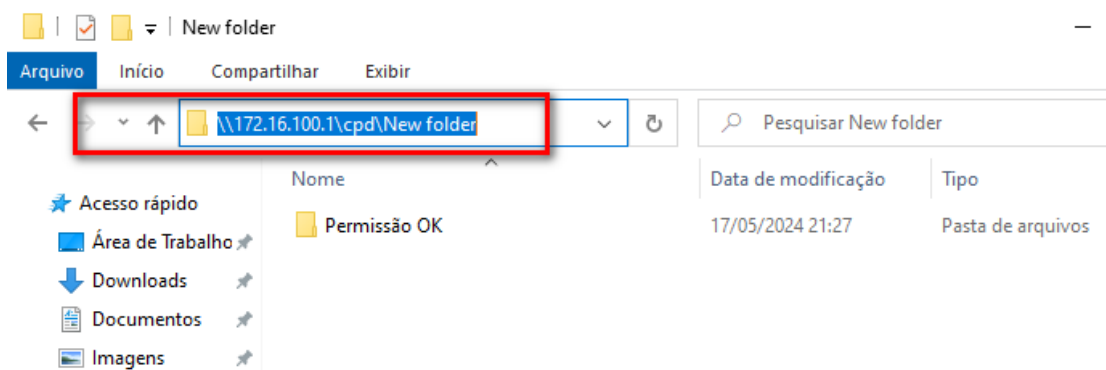 New folder
Arquivo Início Compartilhar Exibir
\\172.16.100.1\cpd\New folder Pesquisar New folder
Nome Data de modificação Tipo
Acesso rápido
Permissão OK 17/05/2024 21:27 Pasta de arquivos
Área de Trabalho
Downloads
Documentos
Imagens